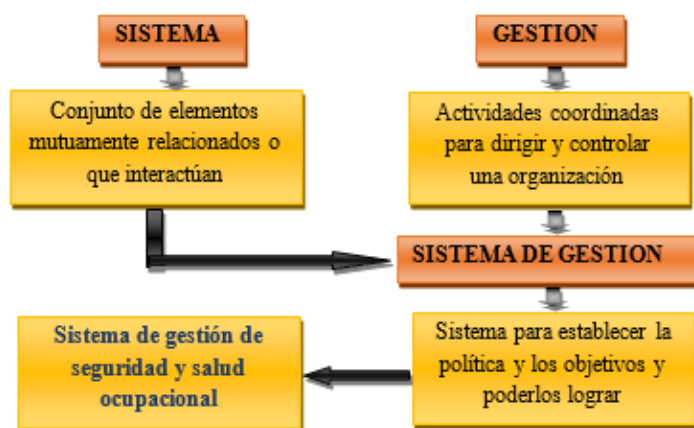 SISTEMA
Conjunto de elementos
mutuamente relacionados o
que interactúan
GESTION
Actividades coordinadas
para dirigir y controlar
una organización
SISTEMA DE GESTION
Sistema para establecer la
política y los objetivos y
poderlos lograr
Sistema de gestión de
seguridad y salud
ocupacional